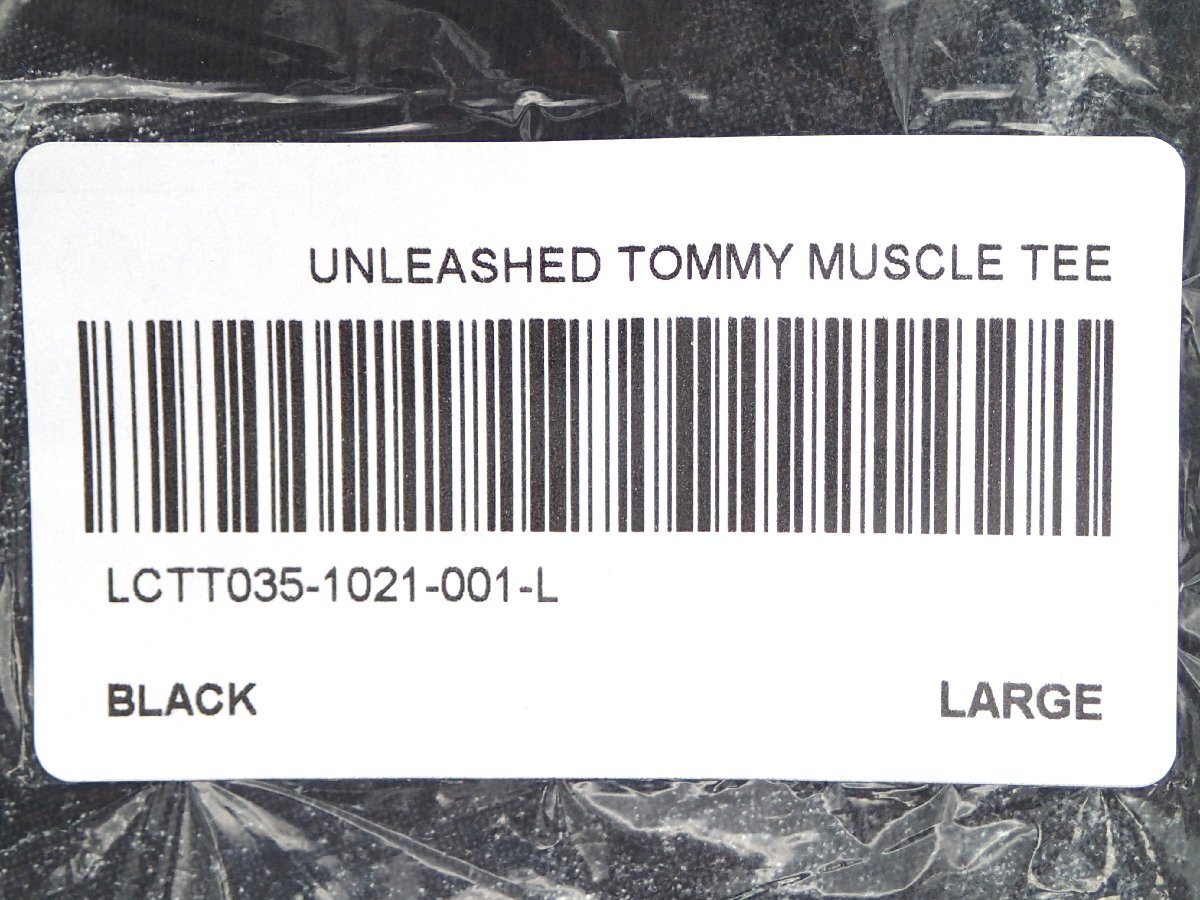 UNLEASHED TOMMY MUSCLE TEE
LCTT035-1021-001-L
BLACK LARGE